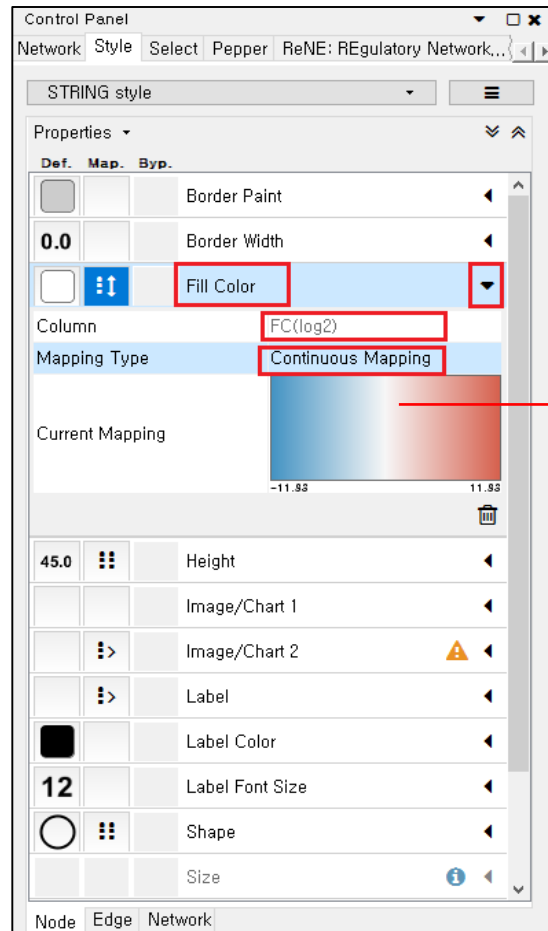 Control Panel
Network Style Select Pepper ReNE: REgulatory Network...
STRING style
Properties
Def. Map. Byp.
Border Paint
0.0 Border Width
Fill Color
Column FC(log2)
Mapping Type Continuous Mapping
Current Mapping
-11.93 11.93
45.0 Height
Image/Chart 1
Image/Chart 2
Label
Label Color
12 Label Font Size
Shape
Size
Node Edge Network